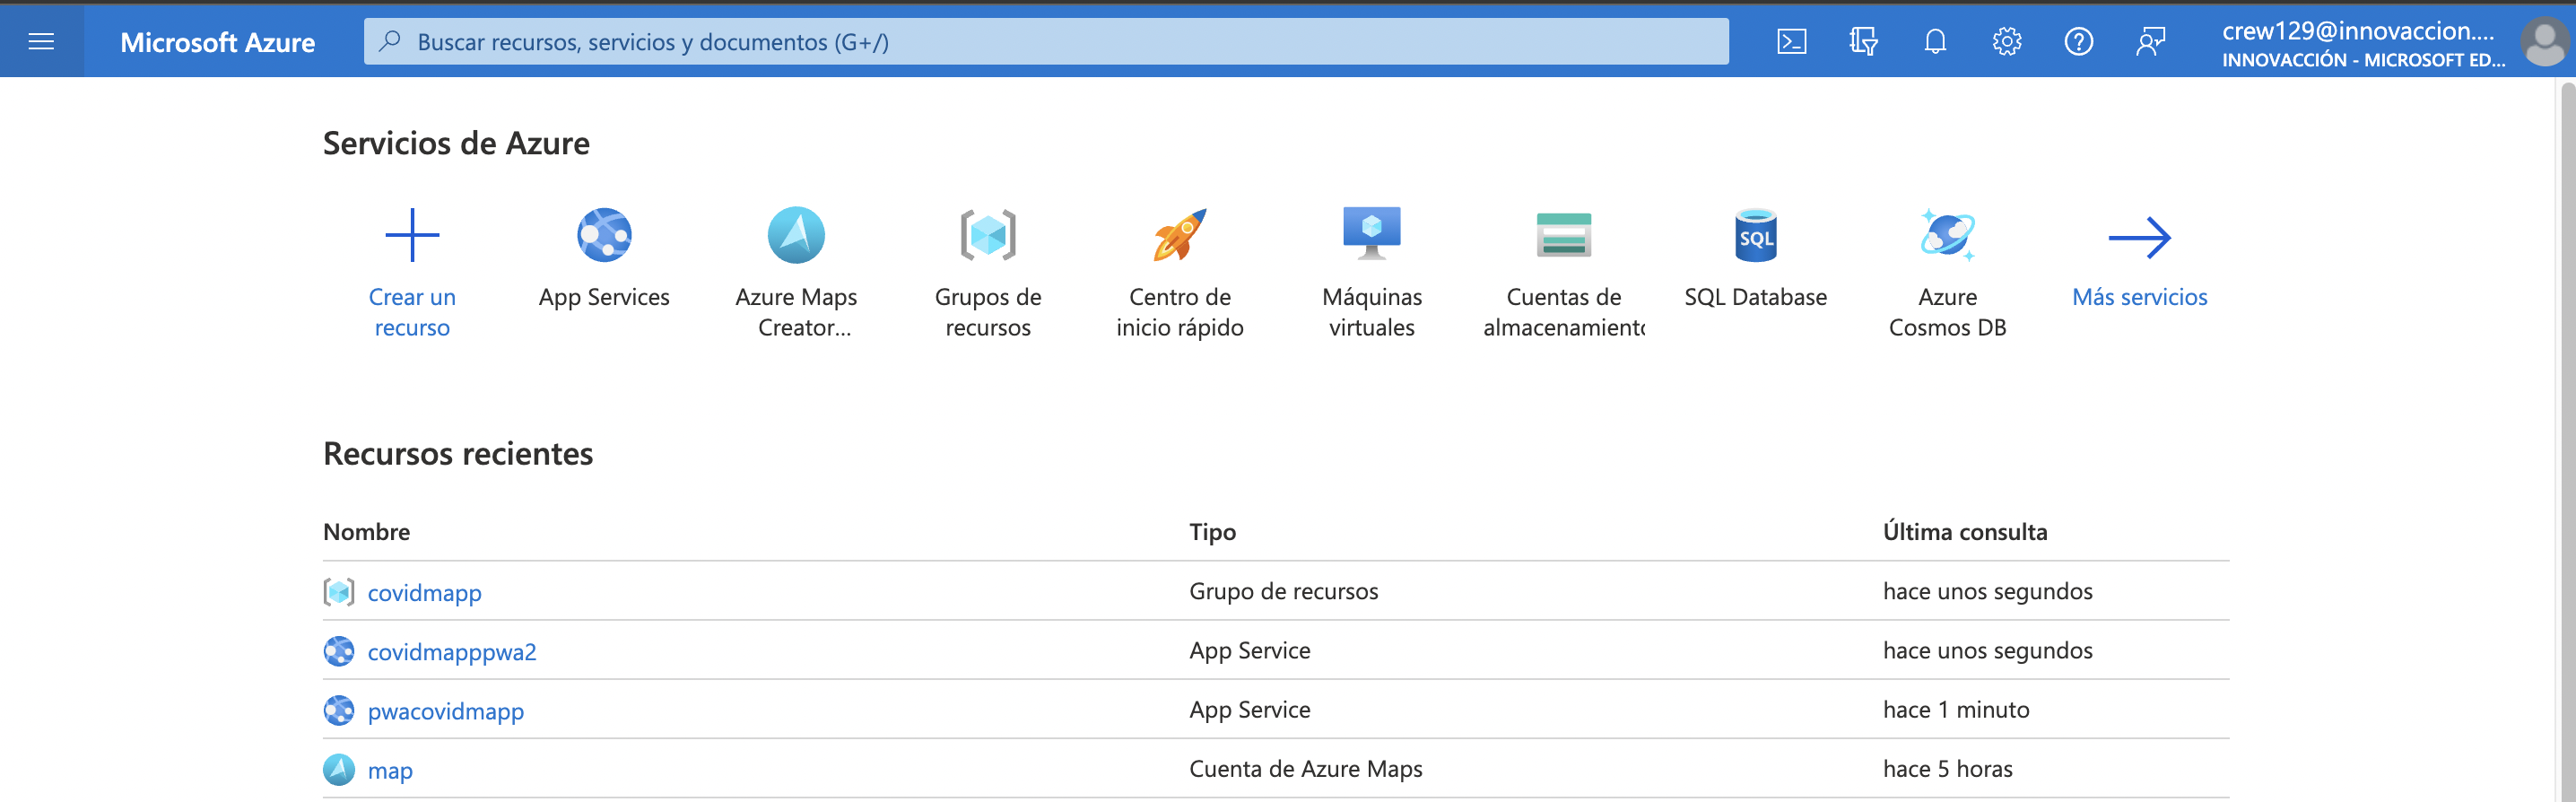 Microsoft Azure
Buscar recursos, servicios y documentos (G+/)
crew129@innovaccion....
INNOVACCIÓN - MICROSOFT ED...
Servicios de Azure
Crear un
recurso
App Services
Azure Maps
Creator...
Grupos de
recursos
Centro de
inicio rápido
Máquinas
virtuales
Cuentas de
almacenamiento
SQL
SQL Database
Azure
Cosmos DB
Más servicios
Recursos recientes
Nombre Tipo Última consulta
covidmapp Grupo de recursos hace unos segundos
covidmapppwa2 App Service hace unos segundos
pwacovidmapp App Service hace 1 minuto
map Cuenta de Azure Maps hace 5 horas